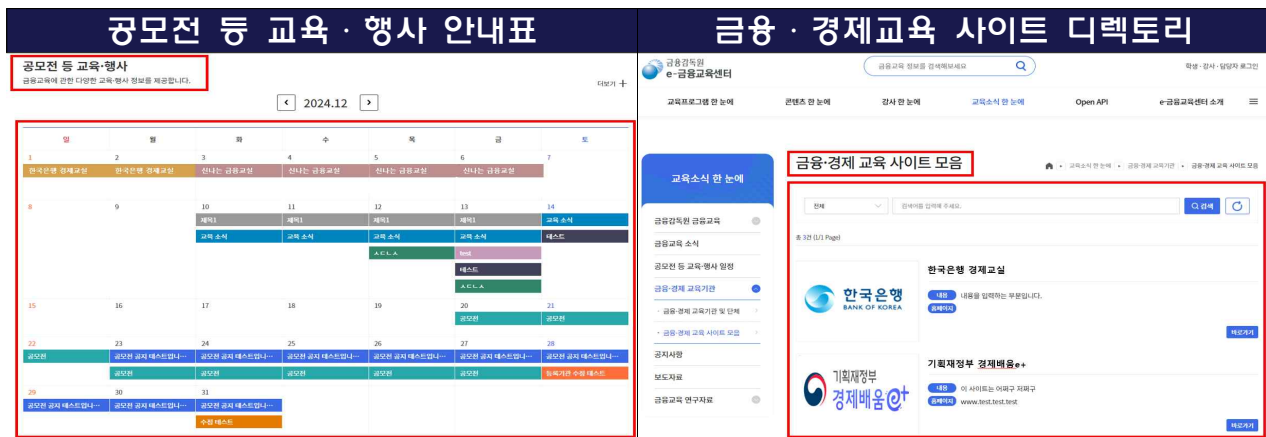 공모전 등 교육·행사 안내표
공모전 등 교육·행사
금융교육에 관한 다양한 교육·행사 정보를 제공합니다.
더보기 +
< 2024.12 >
일 월 화 수 목 금 토
1 2 3 4 5 6 7
한국은행 경제교실 한국은행 경제교실 신나는 금융교실 신나는 금융교실 신나는 금융교실 신나는 금융교실
8 9 10 11 12 13 14
제목1 제목1 제목1 제목1 교육 소식
교육 소식 교육 소식 교육 소식 교육 소식 테스트
ㅅㄷㄴㅅ test
테스트
ㅅㄷㄴㅅ
15 16 17 18 19 20 21
공모전 공모전
22 23 24 25 26 27 28
공모전 공모전 공지 테스트입니… 공모전 공지 테스트입니… 공모전 공지 테스트입니… 공모전 공지 테스트입니… 공모전 공지 테스트입니… 공모전 공지 테스트입니…
공모전 공모전 공모전 공모전 공모전 등록기관 수정 테스트
29 30 31
공모전 공지 테스트입니… 공모전 공지 테스트입니… 공모전 공지 테스트입니…
수정 테스트
금융·경제교육 사이트 디렉토리
금융감독원
e-금융교육센터
금융교육 정보를 검색해보세요
학생·강사·담당자 로그인
교육프로그램 한 눈에 콘텐츠 한 눈에 강사 한 눈에 교육소식 한 눈에 Open API e-금융교육센터 소개
교육소식 한 눈에
금융감독원 금융교육
금융교육 소식
공모전 등 교육·행사 일정
금융·경제 교육기관
· 금융·경제 교육기관 및 단체
· 금융·경제 교육 사이트 모음
공지사항
보도자료
금융교육 연구자료
금융·경제 교육 사이트 모음
교육소식 한 눈에 금융·경제 교육기관 금융·경제 교육 사이트 모음
전체 검색어를 입력해 주세요. 검색
총 3건 (1/1 Page)
한국은행
BANK OF KOREA
한국은행 경제교실
내용 내용을 입력하는 부분입니다.
홈페이지
바로가기
기획재정부
경제배움e+
기획재정부 경제배움e+
내용 이 사이트는 어쩌구 저쩌구
홈페이지 www.test.test.test
바로가기